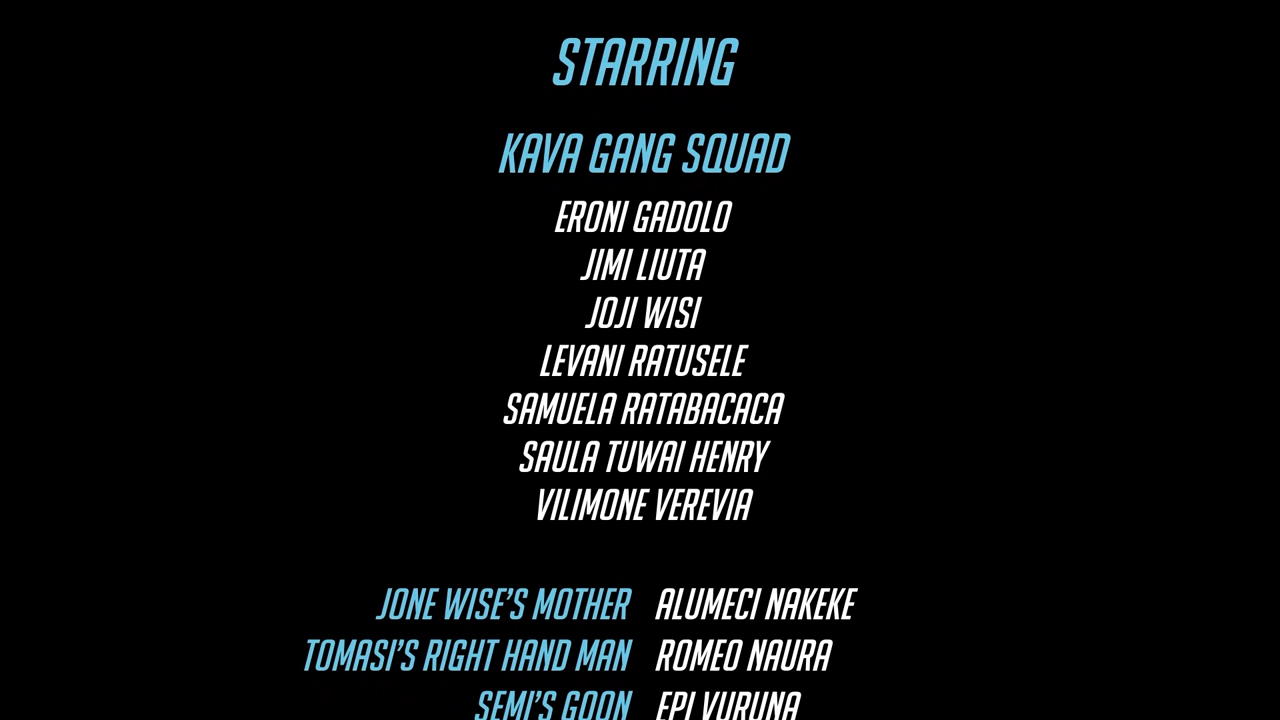 STARRING
KAVA GANG SQUAD
ERONI GADOLO
JIMI LIUTA
JOJI WISI
LEVANI RATUSELE
SAMUELA RATABACACA
SAULA TUWAI HENRY
VILIMONE VEREVIA
JONE WISE'S MOTHER ALUMECI NAKEKE
TOMASI'S RIGHT HAND MAN ROMEO NAURA
SEMI'S GOON EPI VURUNA